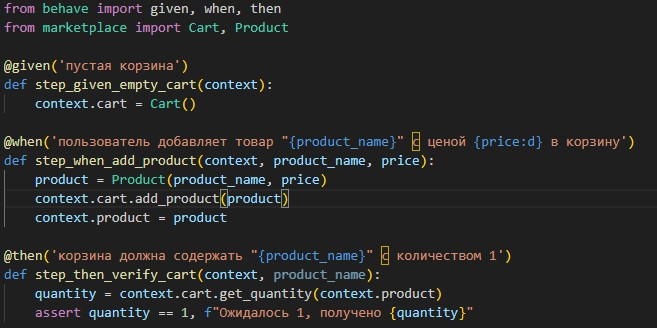 from behave import given, when, then
from marketplace import Cart, Product
@given('пустая корзина')
def step_given_empty_cart(context):
context.cart = Cart()
@when('пользователь добавляет товар "{product_name}" с ценой {price:d} в корзину')
def step_when_add_product(context, product_name, price):
product = Product(product_name, price)
context.cart.add_product(product)
context.product = product
@then('корзина должна содержать "{product_name}" с количеством 1')
def step_then_verify_cart(context, product_name):
quantity = context.cart.get_quantity(context.product)
assert quantity == 1, f"Ожидалось 1, получено {quantity}"